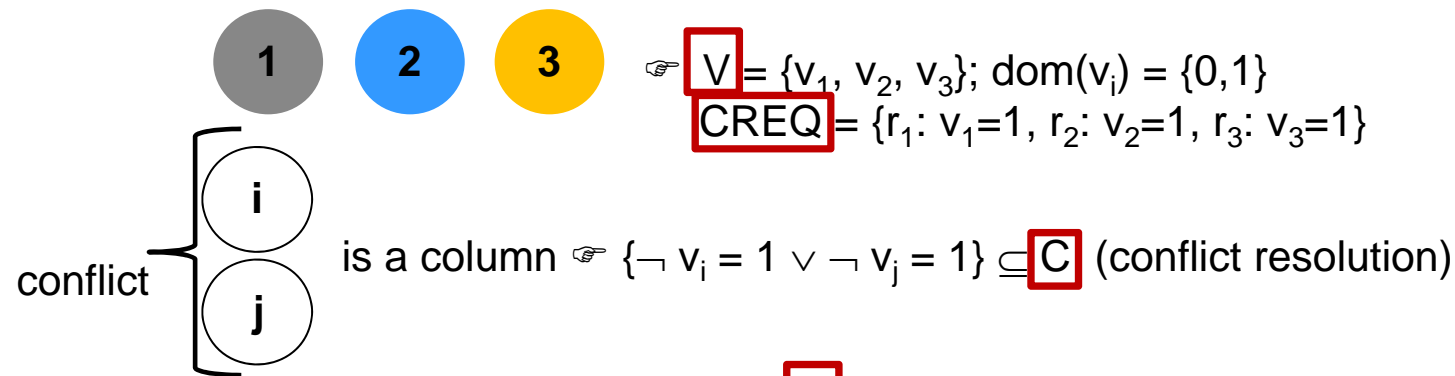 1 2 3 ☞ V = {v₁, v₂, v₃}; dom(vᵢ) = {0,1}
CREQ = {r₁: v₁=1, r₂: v₂=1, r₃: v₃=1}
i
conflict is a column ☞ {¬ vᵢ = 1 ∨ ¬ vⱼ = 1} ⊆ C (conflict resolution)
j